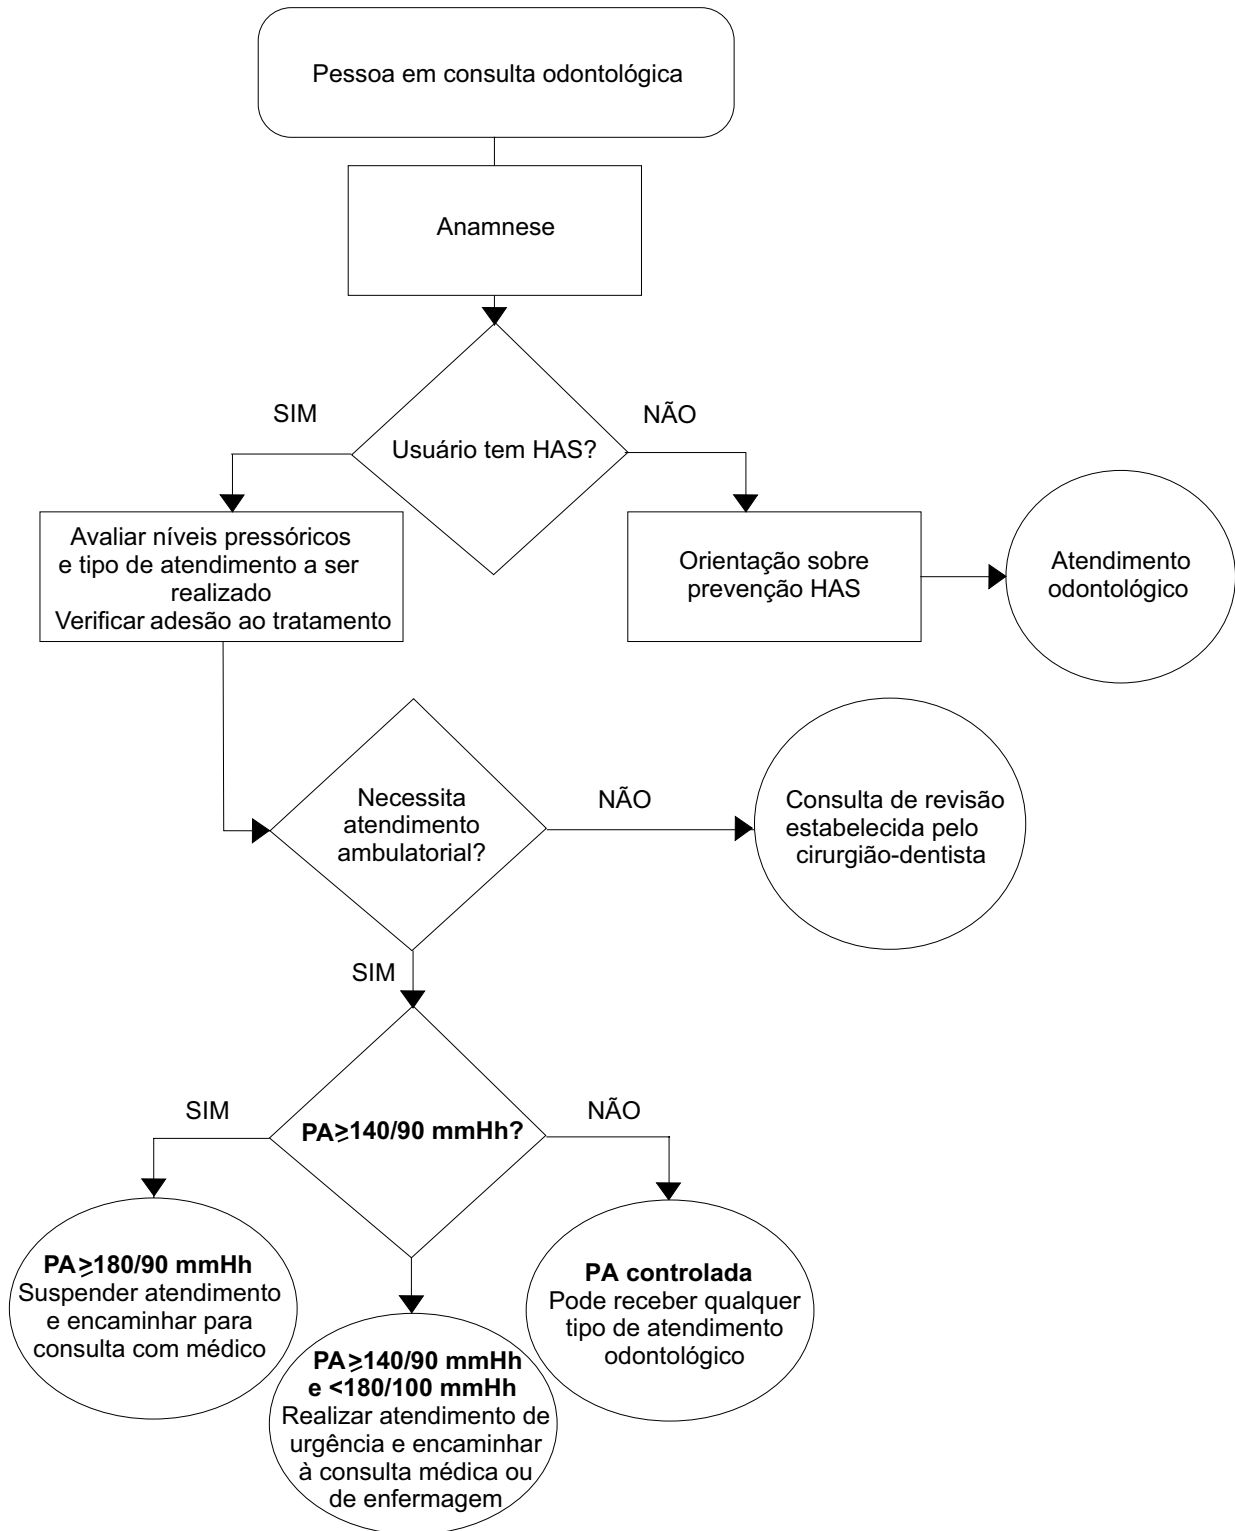 Pessoa em consulta odontológica
Anamnese
SIM
NÃO
Usuário tem HAS?
Avaliar níveis pressóricos
e tipo de atendimento a ser
realizado
Verificar adesão ao tratamento
Orientação sobre
prevenção HAS
Atendimento
odontológico
Necessita
atendimento
ambulatorial?
NÃO
Consulta de revisão
estabelecida pelo
cirurgião-dentista
SIM
SIM
NÃO
PA≥140/90 mmHh?
PA≥180/90 mmHh
Suspender atendimento
e encaminhar para
consulta com médico
PA≥140/90 mmHh
e <180/100 mmHh
Realizar atendimento de
urgência e encaminhar
à consulta médica ou
de enfermagem
PA controlada
Pode receber qualquer
tipo de atendimento
odontológico